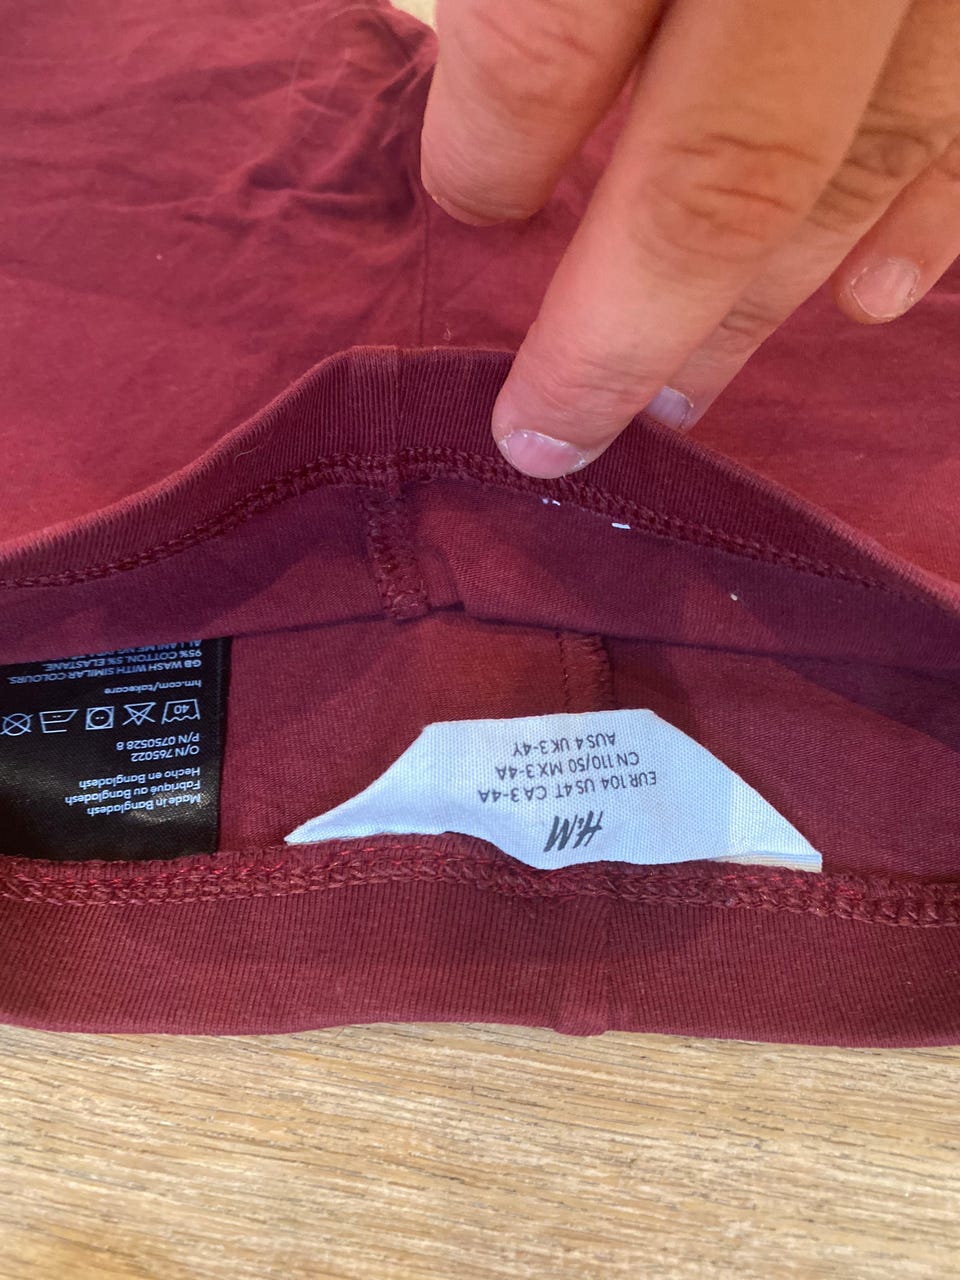 H&M
EUR 104 US 4T CA 3-4A
CN 110/50 MX 3-4A
AUS 4 UK 3-4Y
Made in Bangladesh
Fabriqué au Bangladesh
Hecho en Bangladesh
O/N 765022
P/N 0750528 8
40
hm.com/takecare
GB WASH WITH SIMILAR COLOURS.
95% COTTON, 5% ELASTANE.